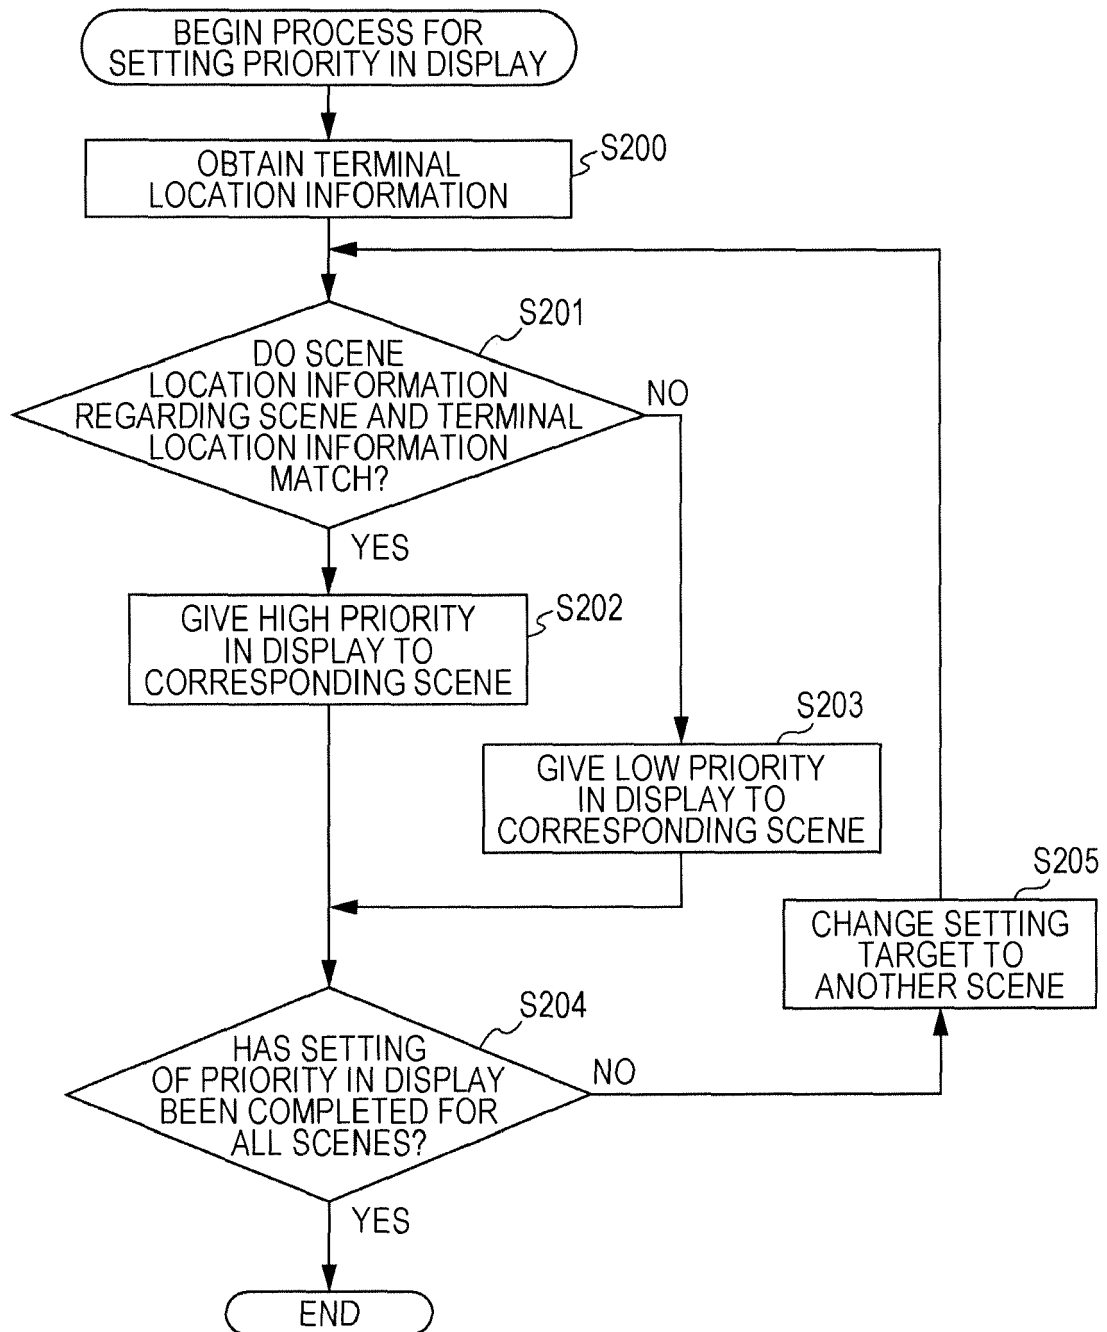 BEGIN PROCESS FOR
SETTING PRIORITY IN DISPLAY
OBTAIN TERMINAL
LOCATION INFORMATION
S200
S201
DO SCENE
LOCATION INFORMATION
REGARDING SCENE AND TERMINAL
LOCATION INFORMATION
MATCH?
NO
YES
GIVE HIGH PRIORITY
IN DISPLAY TO
CORRESPONDING SCENE
S202
S203
GIVE LOW PRIORITY
IN DISPLAY TO
CORRESPONDING SCENE
S205
CHANGE SETTING
TARGET TO
ANOTHER SCENE
S204
HAS SETTING
OF PRIORITY IN DISPLAY
BEEN COMPLETED FOR
ALL SCENES?
NO
YES
END